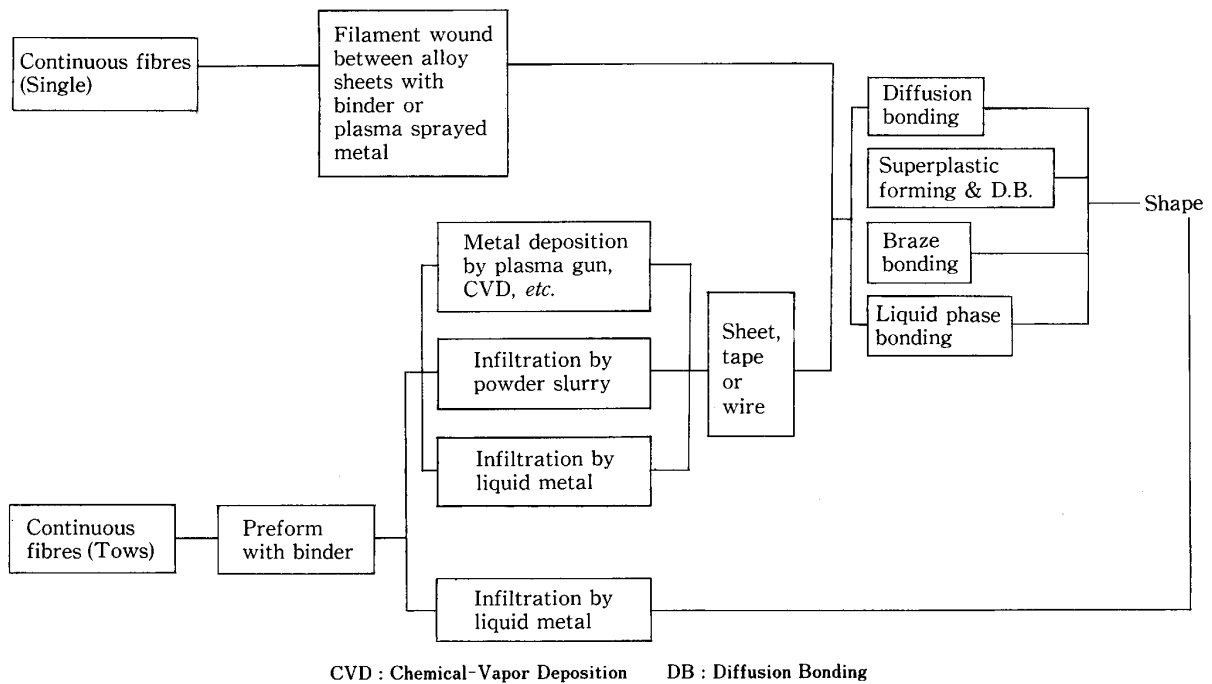 Continuous fibres
(Single)
Filament wound
between alloy
sheets with
binder or
plasma sprayed
metal
Diffusion
bonding
Superplastic
forming & D.B.
Braze
bonding
Liquid phase
bonding
Shape
Metal deposition
by plasma gun,
CVD, etc.
Infiltration by
powder slurry
Infiltration by
liquid metal
Sheet,
tape
or
wire
Continuous
fibres (Tows)
Preform
with binder
Infiltration by
liquid metal
CVD : Chemical-Vapor Deposition DB : Diffusion Bonding